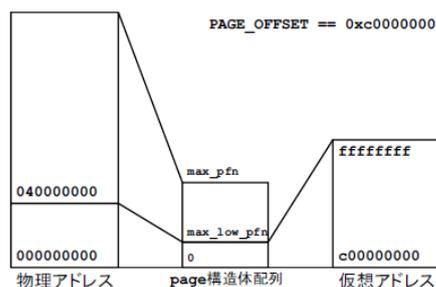 PAGE_OFFSET == 0xc0000000
max_pfn
ffffffff
040000000
max_low_pfn
000000000
0
c00000000
物理アドレス
page構造体配列
仮想アドレス